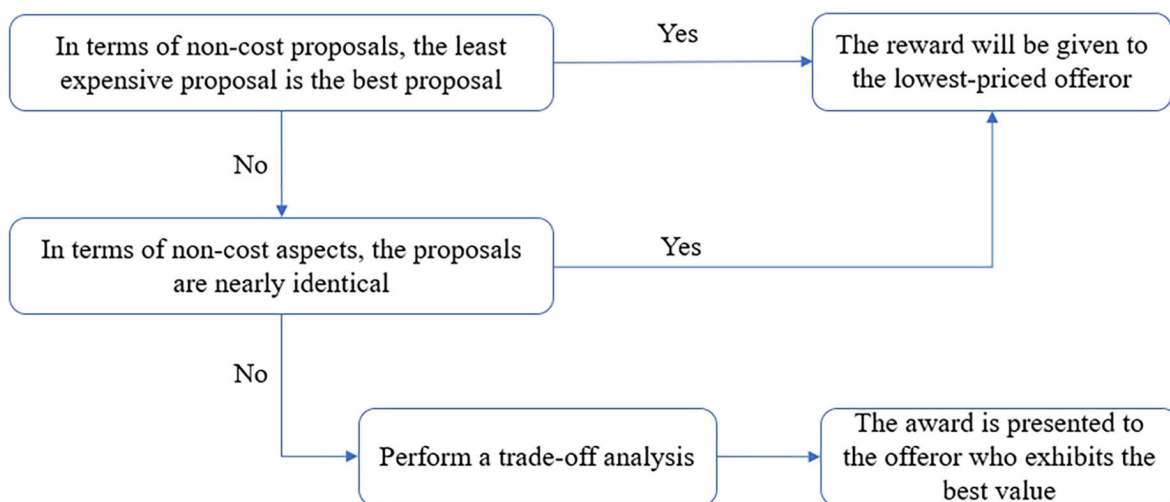 In terms of non-cost proposals, the least
expensive proposal is the best proposal
Yes
The reward will be given to
the lowest-priced offeror
No
In terms of non-cost aspects, the proposals
are nearly identical
Yes
No
Perform a trade-off analysis
The award is presented to
the offeror who exhibits the
best value